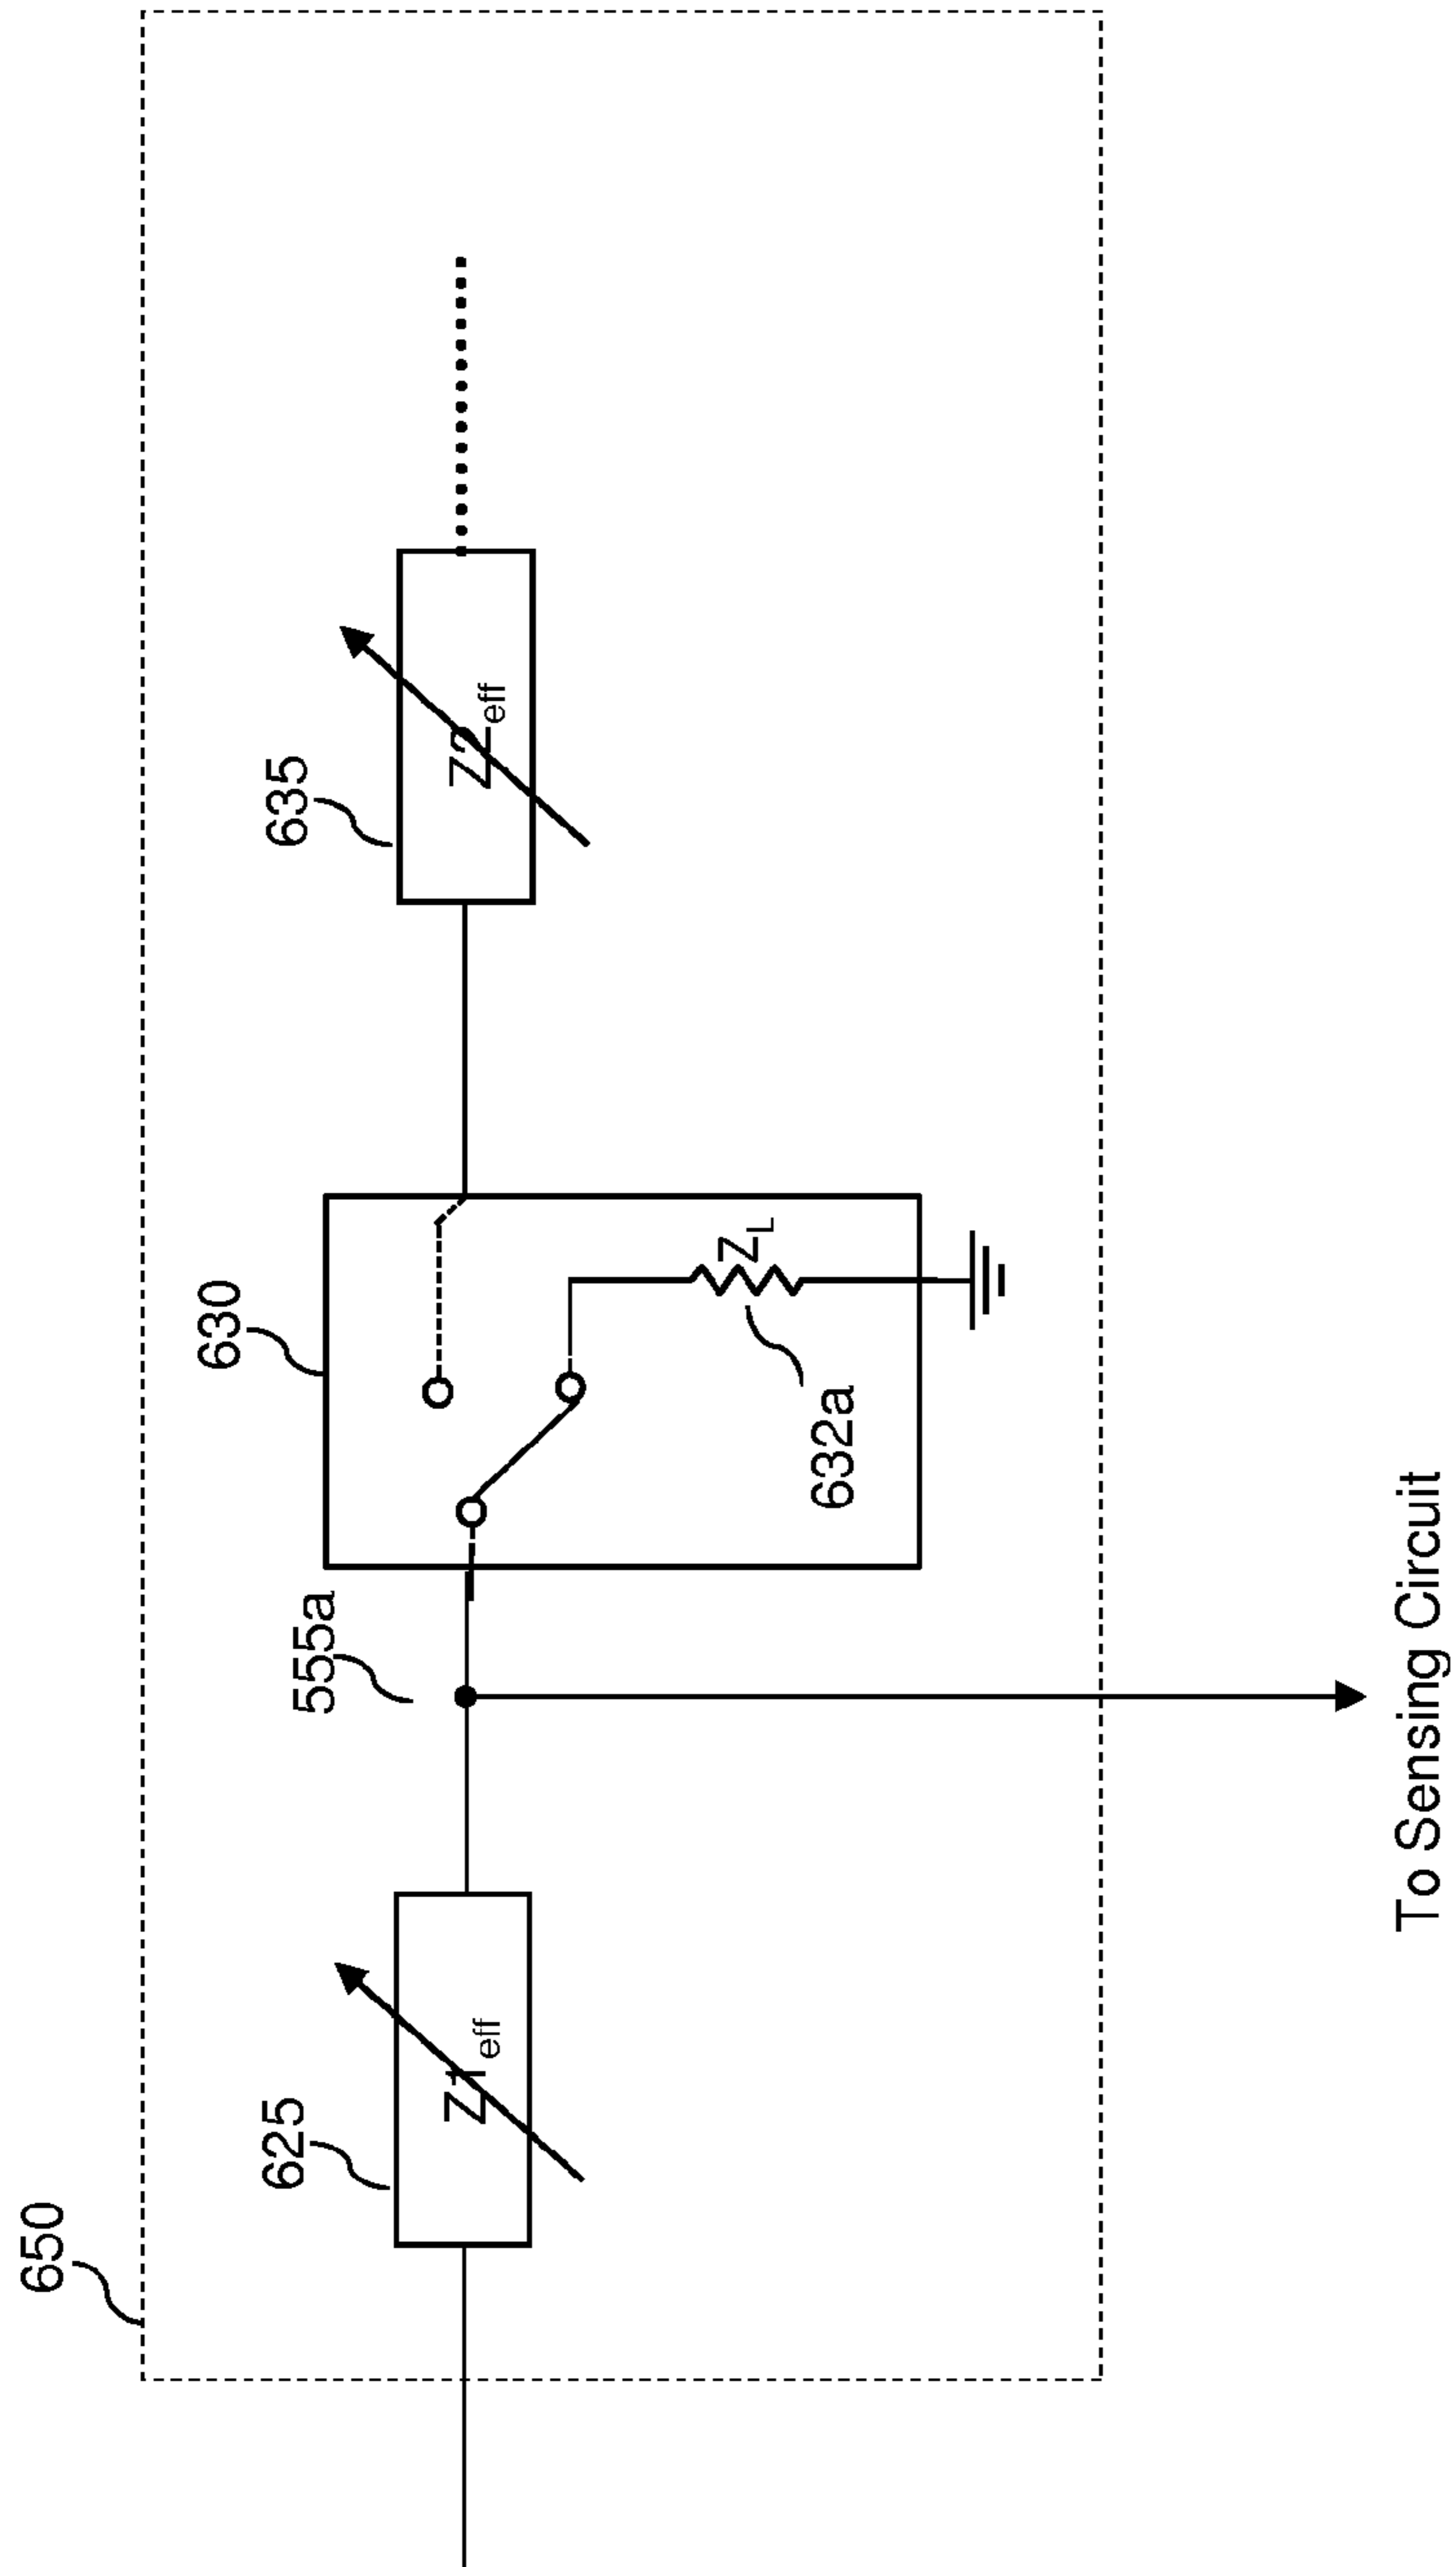 650
625
Z1eff
555a
630
632a
ZL
635
Z2eff
To Sensing Circuit